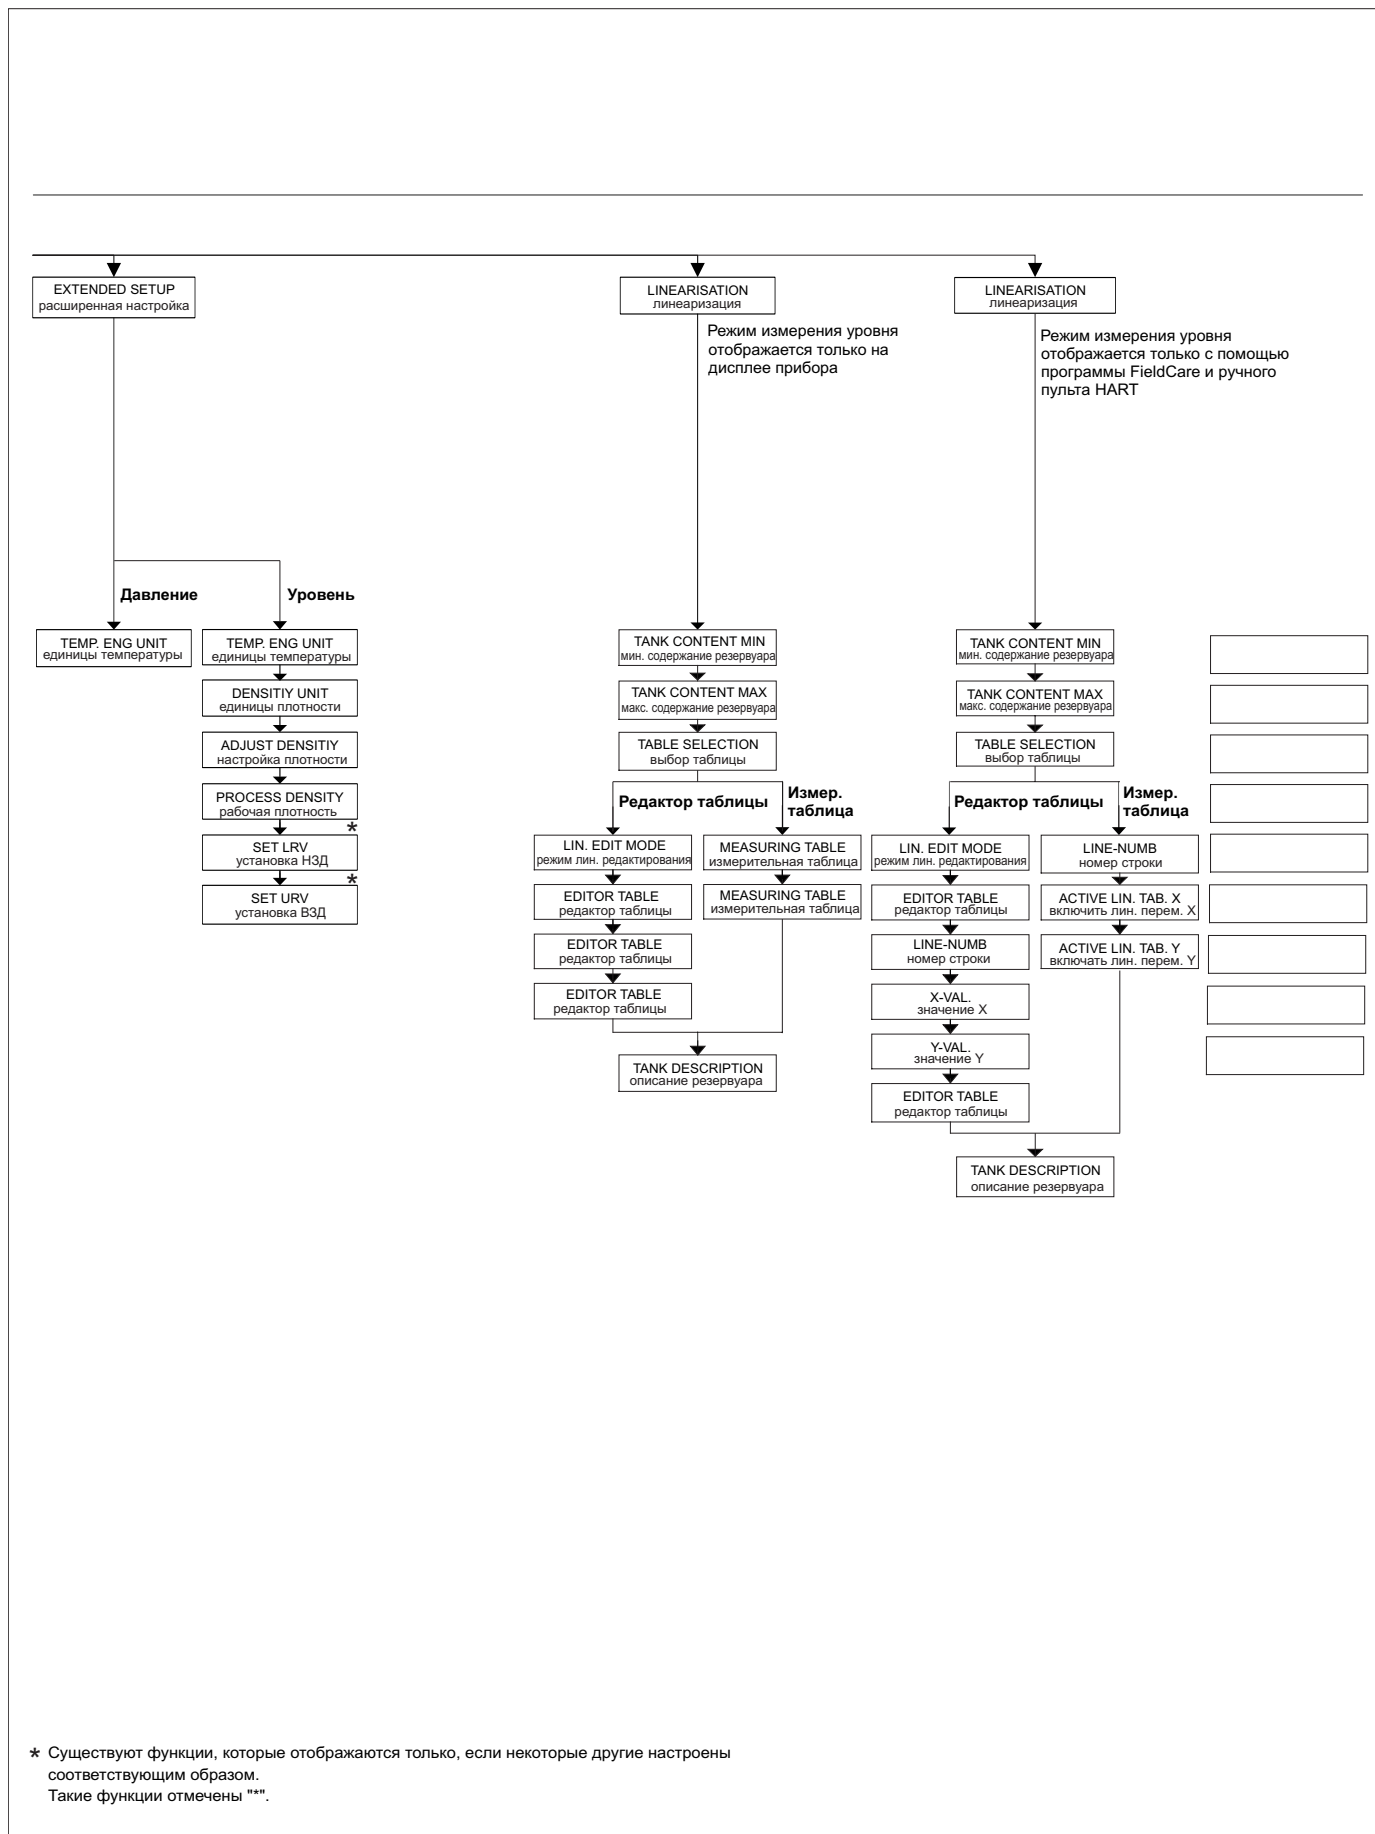 EXTENDED SETUP
расширенная настройка
LINEARISATION
линеаризация
LINEARISATION
линеаризация
Режим измерения уровня
отображается только на
дисплее прибора
Режим измерения уровня
отображается только с помощью
программы FieldCare и ручного
пульта HART
Давление
Уровень
TEMP. ENG UNIT
единицы температуры
TEMP. ENG UNIT
единицы температуры
DENSITIY UNIT
единицы плотности
ADJUST DENSITIY
настройка плотности
PROCESS DENSITY
рабочая плотность
*
SET LRV
установка НЗД
*
SET URV
установка ВЗД
TANK CONTENT MIN
мин. содержание резервуара
TANK CONTENT MAX
макс. содержание резервуара
TABLE SELECTION
выбор таблицы
Редактор таблицы
Измер.
таблица
LIN. EDIT MODE
режим лин. редактирования
EDITOR TABLE
редактор таблицы
EDITOR TABLE
редактор таблицы
EDITOR TABLE
редактор таблицы
MEASURING TABLE
измерительная таблица
MEASURING TABLE
измерительная таблица
TANK DESCRIPTION
описание резервуара
TANK CONTENT MIN
мин. содержание резервуара
TANK CONTENT MAX
макс. содержание резервуара
TABLE SELECTION
выбор таблицы
Редактор таблицы
Измер.
таблица
LIN. EDIT MODE
режим лин. редактирования
EDITOR TABLE
редактор таблицы
LINE-NUMB
номер строки
X-VAL.
значение X
Y-VAL.
значение Y
EDITOR TABLE
редактор таблицы
LINE-NUMB
номер строки
ACTIVE LIN. TAB. X
включить лин. перем. X
ACTIVE LIN. TAB. Y
включать лин. перем. Y
TANK DESCRIPTION
описание резервуара
* Существуют функции, которые отображаются только, если некоторые другие настроены
соответствующим образом.
Такие функции отмечены "*".